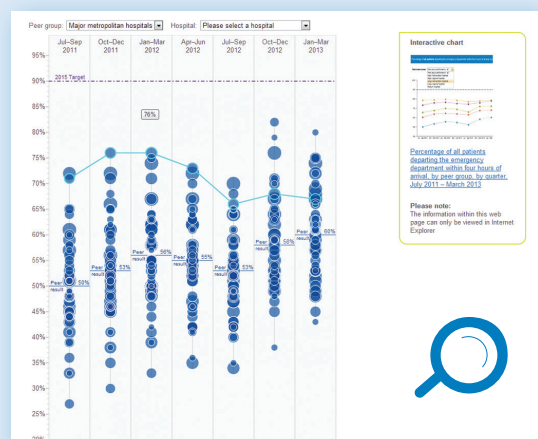 Peer group: Major metropolitan hospitals Hospital: Please select a hospital
Jul–Sep 2011 Oct–Dec 2011 Jan–Mar 2012 Apr–Jun 2012 Jul–Sep 2012 Oct–Dec 2012 Jan–Mar 2013
95%
2015 Target
90%
85%
76%
80%
75%
70%
65%
60%
Peer result 50%
Peer result 53%
Peer result 56%
Peer result 55%
Peer result 53%
Peer result 58%
Peer result 60%
55%
50%
45%
40%
35%
30%
25%
20%
Interactive chart
Percentage of all patients
departing the emergency
department within four hours of
arrival, by peer group, by quarter,
July 2011 – March 2013
Please note:
The information within this web
page can only be viewed in Internet
Explorer